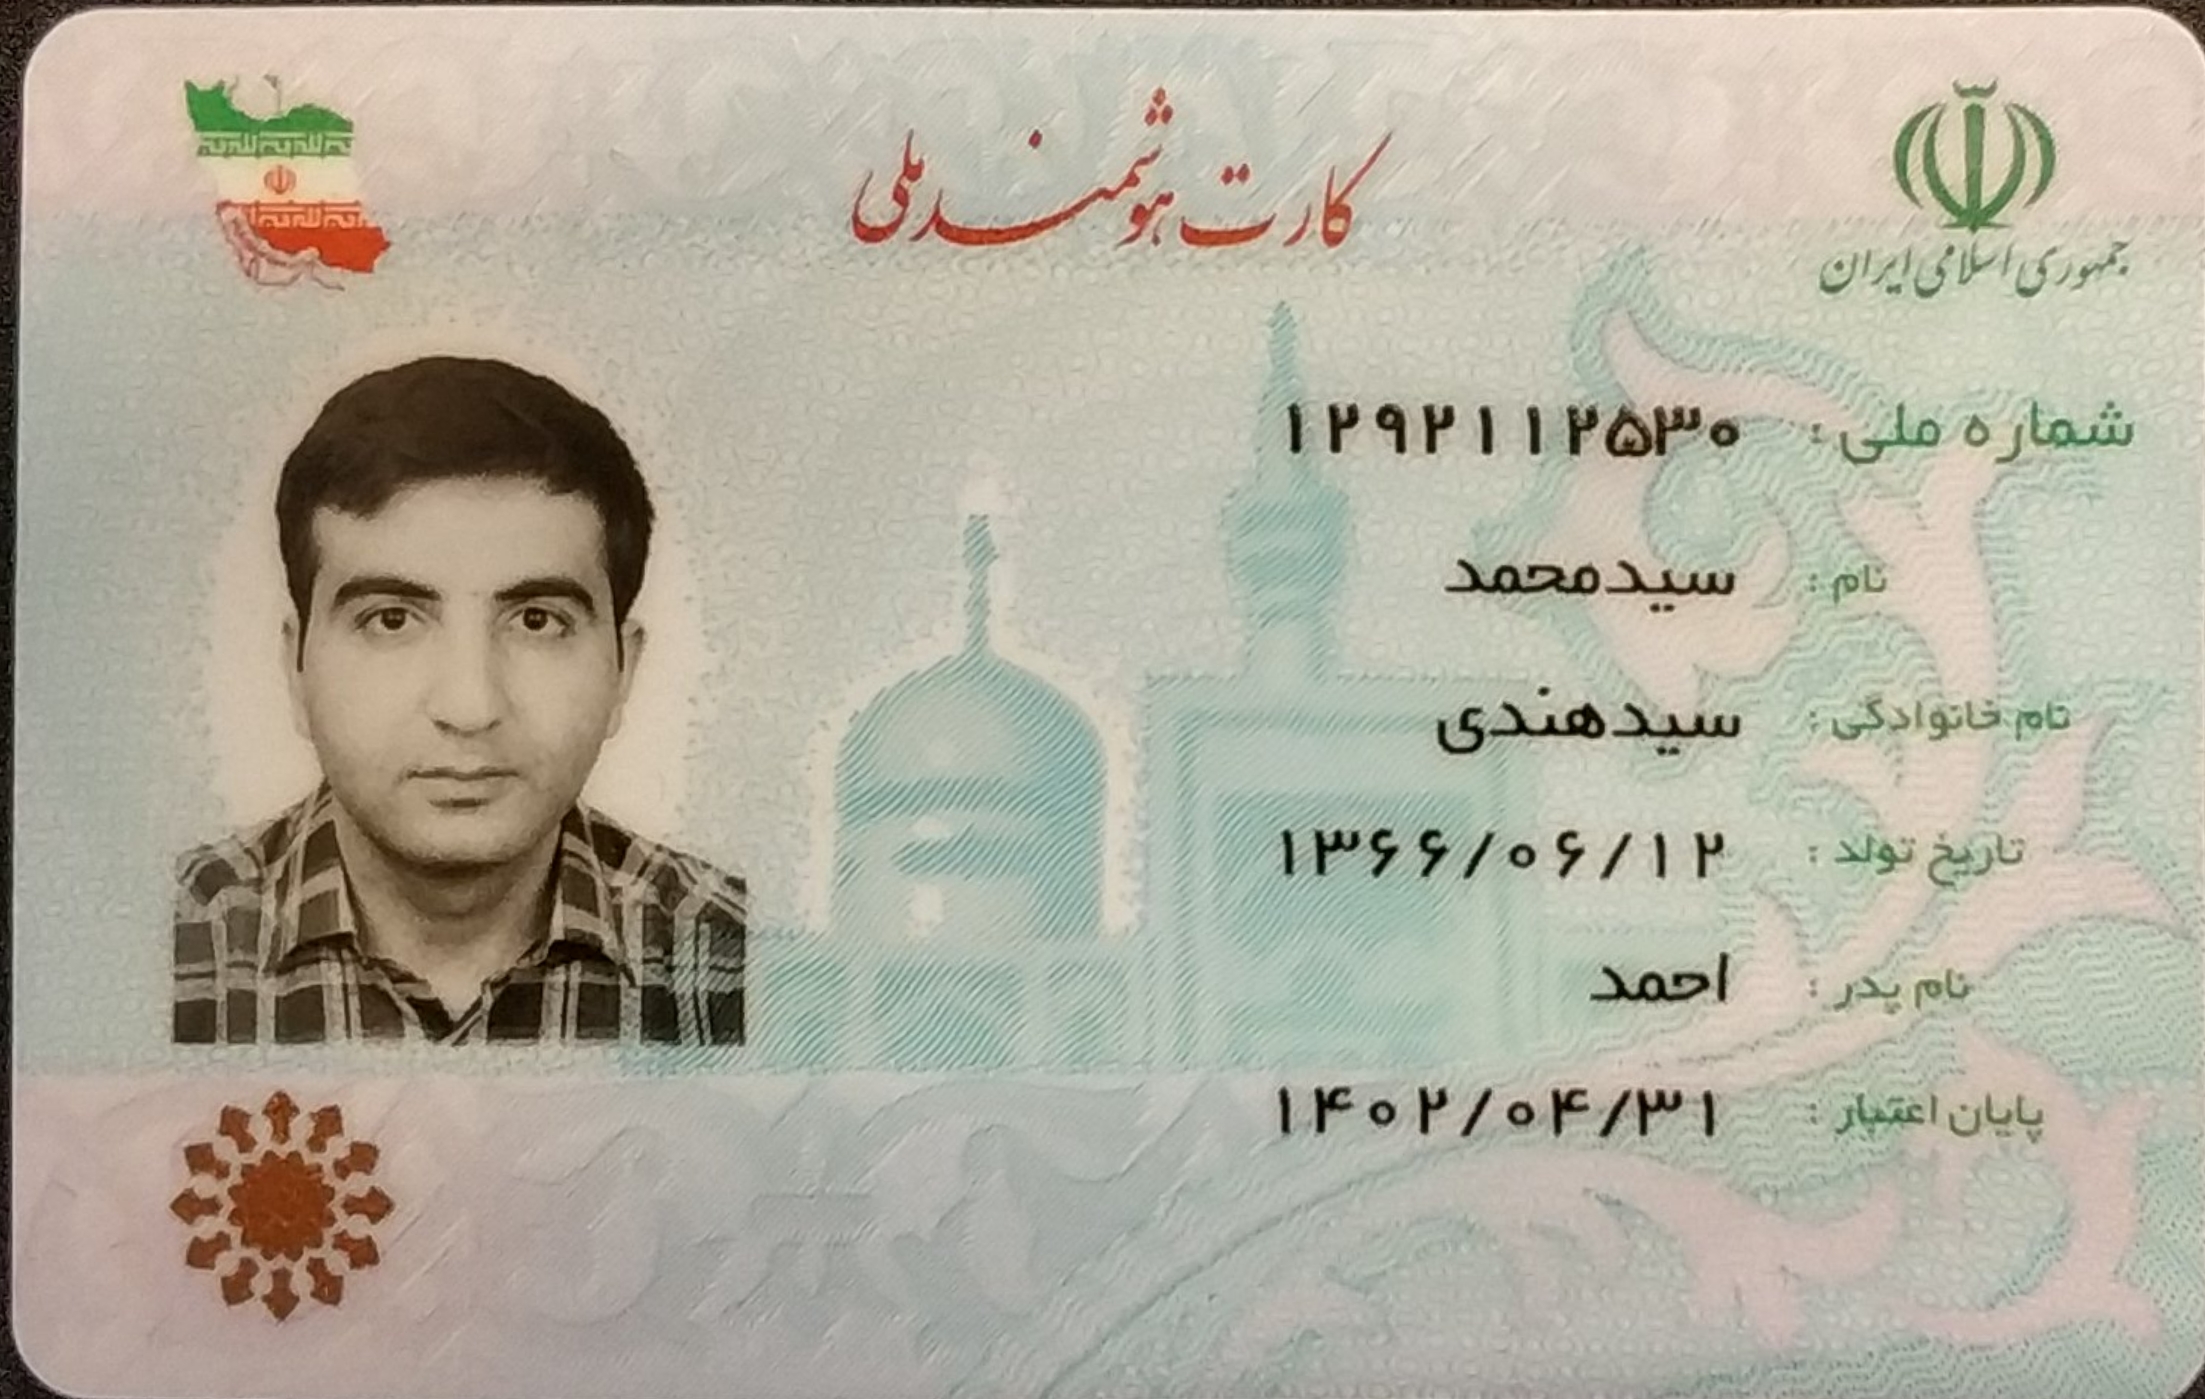 کارت هوشمند ملی
جمهوری اسلامی ایران
شماره ملی : ۱۲۹۲۱۱۲۵۳۰
نام : سیدمحمد
نام خانوادگی : سیدهندی
تاریخ تولد : ۱۳۶۶/۰۶/۱۲
نام پدر : احمد
پایان اعتبار : ۱۴۰۲/۰۴/۳۱